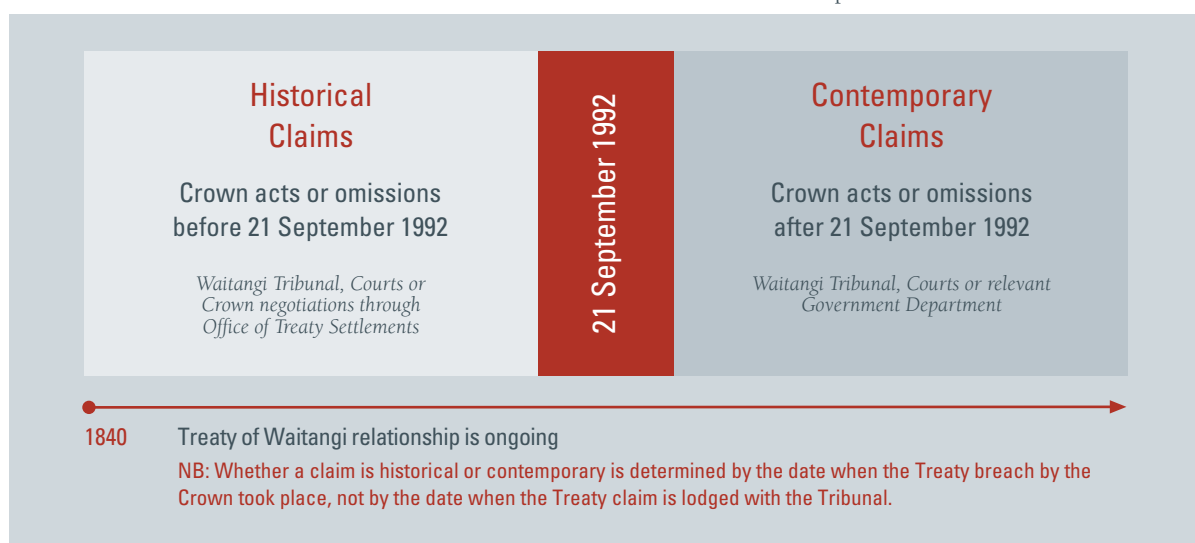 Historical
Claims
Crown acts or omissions
before 21 September 1992
Waitangi Tribunal, Courts or
Crown negotiations through
Office of Treaty Settlements
21 September 1992
Contemporary
Claims
Crown acts or omissions
after 21 September 1992
Waitangi Tribunal, Courts or relevant
Government Department
1840 Treaty of Waitangi relationship is ongoing
NB: Whether a claim is historical or contemporary is determined by the date when the Treaty breach by the
Crown took place, not by the date when the Treaty claim is lodged with the Tribunal.